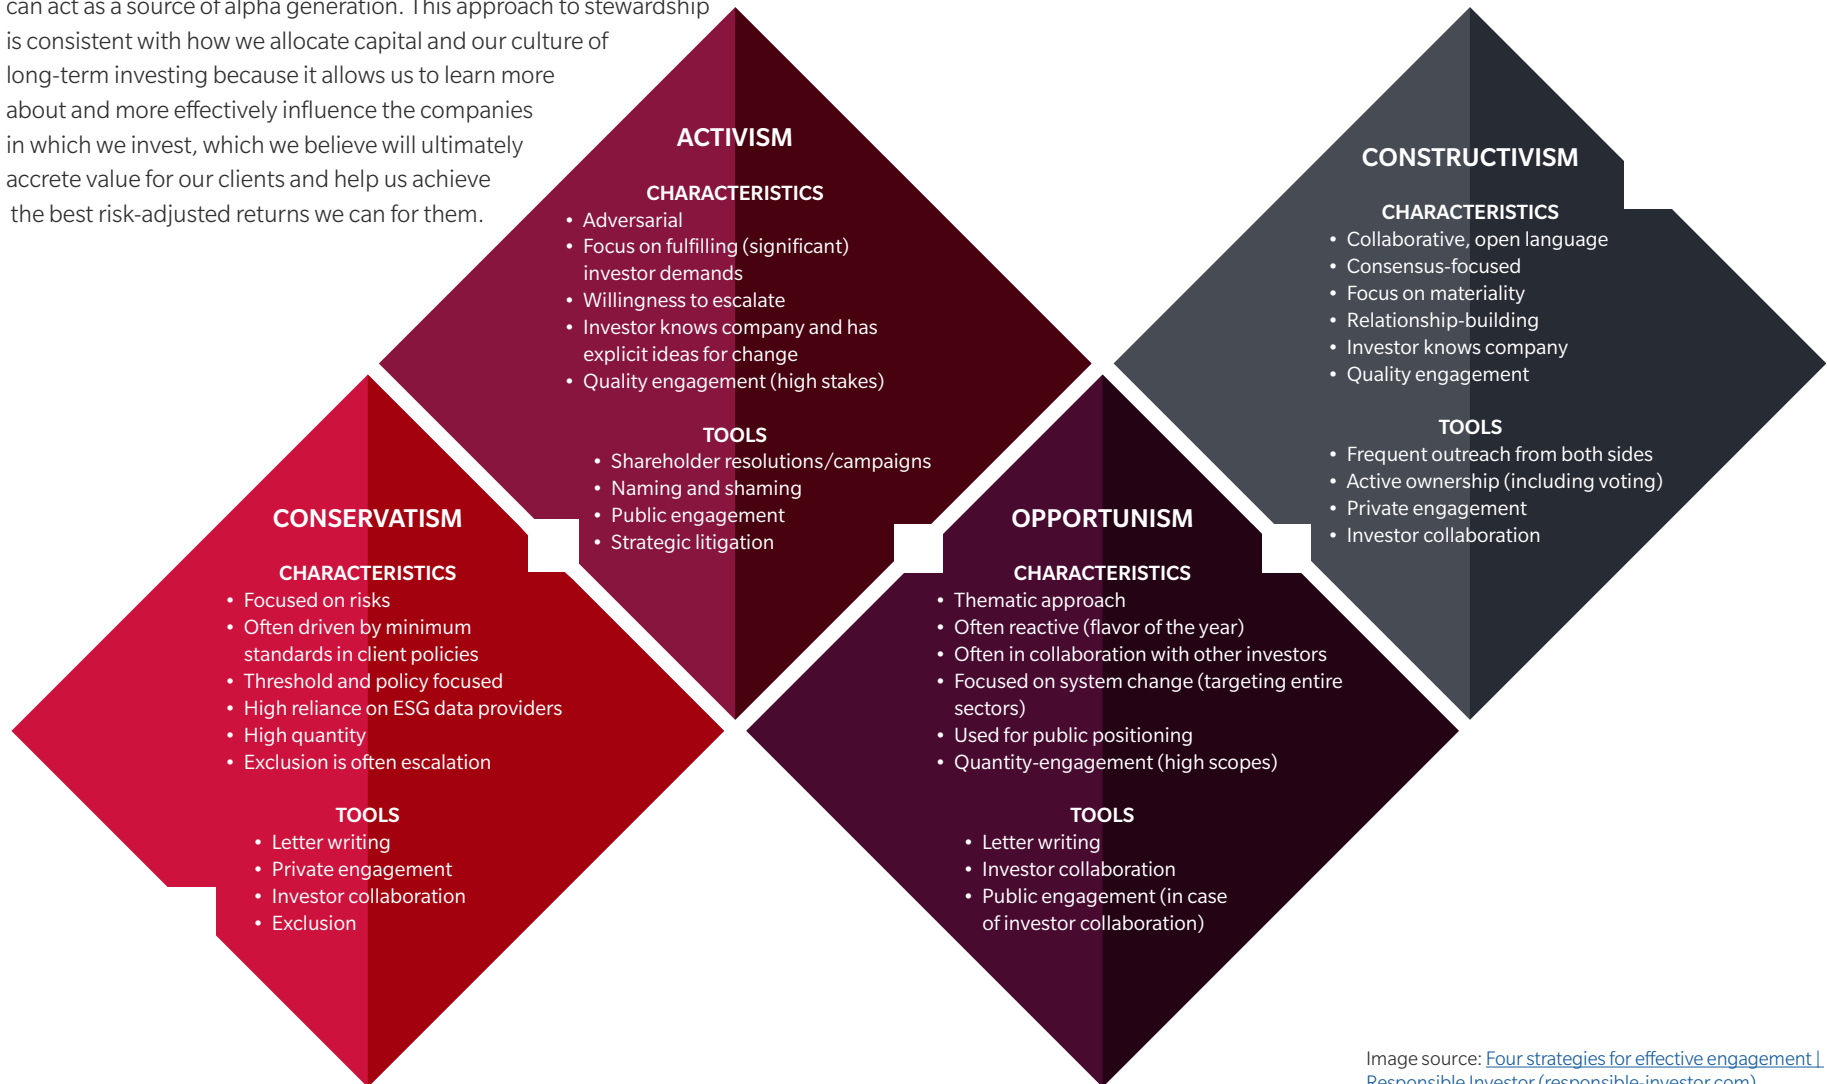 can act as a source of alpha generation. This approach to stewardship
is consistent with how we allocate capital and our culture of
long-term investing because it allows us to learn more
about and more effectively influence the companies
in which we invest, which we believe will ultimately
accrete value for our clients and help us achieve
the best risk-adjusted returns we can for them.
ACTIVISM
CHARACTERISTICS
• Adversarial
• Focus on fulfilling (significant)
investor demands
• Willingness to escalate
• Investor knows company and has
explicit ideas for change
• Quality engagement (high stakes)
TOOLS
• Shareholder resolutions/campaigns
• Naming and shaming
• Public engagement
• Strategic litigation
CONSTRUCTIVISM
CHARACTERISTICS
• Collaborative, open language
• Consensus-focused
• Focus on materiality
• Relationship-building
• Investor knows company
• Quality engagement
TOOLS
• Frequent outreach from both sides
• Active ownership (including voting)
• Private engagement
• Investor collaboration
CONSERVATISM
CHARACTERISTICS
• Focused on risks
• Often driven by minimum
standards in client policies
• Threshold and policy focused
• High reliance on ESG data providers
• High quantity
• Exclusion is often escalation
TOOLS
• Letter writing
• Private engagement
• Investor collaboration
• Exclusion
OPPORTUNISM
CHARACTERISTICS
• Thematic approach
• Often reactive (flavor of the year)
• Often in collaboration with other investors
• Focused on system change (targeting entire
sectors)
• Used for public positioning
• Quantity-engagement (high scopes)
TOOLS
• Letter writing
• Investor collaboration
• Public engagement (in case
of investor collaboration)
Image source: Four strategies for effective engagement |
Responsible Investor (responsible-investor.com)